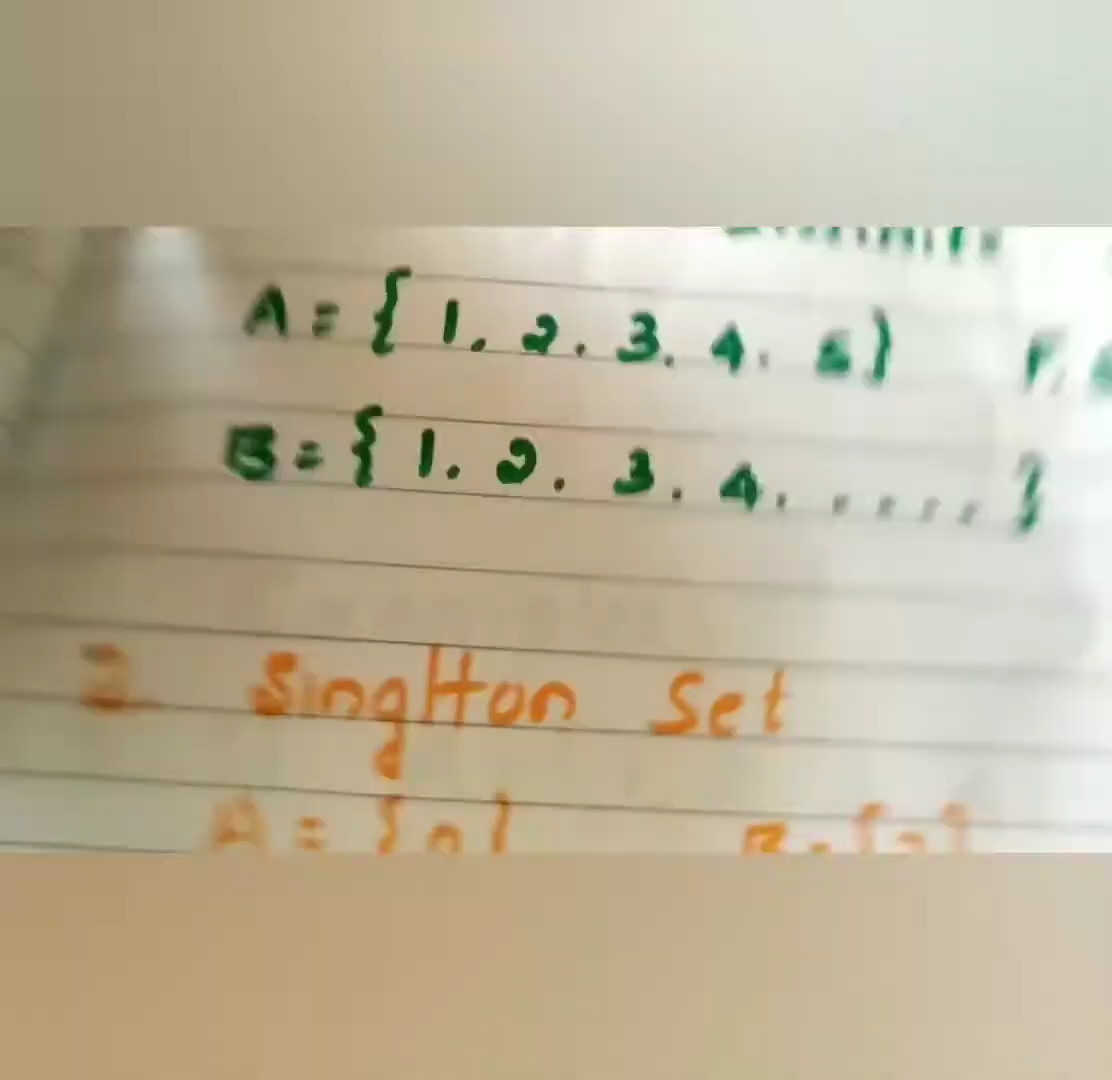 A = { 1, 2, 3, 4, 5}
B = { 1, 2, 3, 4, ..... }
2 Singlton Set
A = { }    B = { }